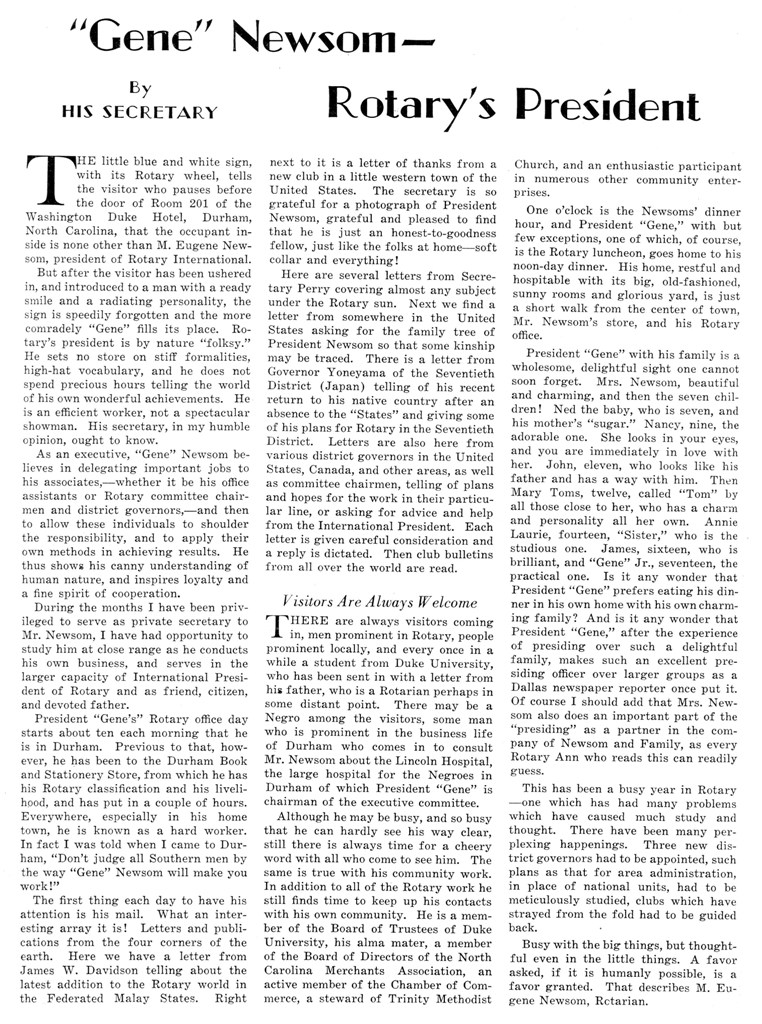 "Gene" Newsom—
Rotary's President
By
HIS SECRETARY
THE little blue and white sign,
with its Rotary wheel, tells
the visitor who pauses before
the door of Room 201 of the
Washington Duke Hotel, Durham,
North Carolina, that the occupant in-
side is none other than M. Eugene New-
som, president of Rotary International.
But after the visitor has been ushered
in, and introduced to a man with a ready
smile and a radiating personality, the
sign is speedily forgotten and the more
comradely "Gene" fills its place. Ro-
tary's president is by nature "folksy."
He sets no store on stiff formalities,
high-hat vocabulary, and he does not
spend precious hours telling the world
of his own wonderful achievements. He
is an efficient worker, not a spectacular
showman. His secretary, in my humble
opinion, ought to know.
As an executive, "Gene" Newsom be-
lieves in delegating important jobs to
his associates,—whether it be his office
assistants or Rotary committee chair-
men and district governors,—and then
to allow these individuals to shoulder
the responsibility, and to apply their
own methods in achieving results. He
thus shows his canny understanding of
human nature, and inspires loyalty and
a fine spirit of cooperation.
During the months I have been priv-
ileged to serve as private secretary to
Mr. Newsom, I have had opportunity to
study him at close range as he conducts
his own business, and serves in the
larger capacity of International Presi-
dent of Rotary and as friend, citizen,
and devoted father.
President "Gene's" Rotary office day
starts about ten each morning that he
is in Durham. Previous to that, how-
ever, he has been to the Durham Book
and Stationery Store, from which he has
his Rotary classification and his liveli-
hood, and has put in a couple of hours.
Everywhere, especially in his home
town, he is known as a hard worker.
In fact I was told when I came to Dur-
ham, "Don't judge all Southern men by
the way "Gene" Newsom will make you
work!"
The first thing each day to have his
attention is his mail. What an inter-
esting array it is! Letters and publi-
cations from the four corners of the
earth. Here we have a letter from
James W. Davidson telling about the
latest addition to the Rotary world in
the Federated Malay States. Right
next to it is a letter of thanks from a
new club in a little western town of the
United States. The secretary is so
grateful for a photograph of President
Newsom, grateful and pleased to find
that he is just an honest-to-goodness
fellow, just like the folks at home—soft
collar and everything!
Here are several letters from Secre-
tary Perry covering almost any subject
under the Rotary sun. Next we find a
letter from somewhere in the United
States asking for the family tree of
President Newsom so that some kinship
may be traced. There is a letter from
Governor Yoneyama of the Seventieth
District (Japan) telling of his recent
return to his native country after an
absence to the "States" and giving some
of his plans for Rotary in the Seventieth
District. Letters are also here from
various district governors in the United
States, Canada, and other areas, as well
as committee chairmen, telling of plans
and hopes for the work in their particu-
lar line, or asking for advice and help
from the International President. Each
letter is given careful consideration and
a reply is dictated. Then club bulletins
from all over the world are read.
Visitors Are Always Welcome
THERE are always visitors coming
in, men prominent in Rotary, people
prominent locally, and every once in a
while a student from Duke University,
who has been sent in with a letter from
his father, who is a Rotarian perhaps in
some distant point. There may be a
Negro among the visitors, some man
who is prominent in the business life
of Durham who comes in to consult
Mr. Newsom about the Lincoln Hospital,
the large hospital for the Negroes in
Durham of which President "Gene" is
chairman of the executive committee.
Although he may be busy, and so busy
that he can hardly see his way clear,
still there is always time for a cheery
word with all who come to see him. The
same is true with his community work.
In addition to all of the Rotary work he
still finds time to keep up his contacts
with his own community. He is a mem-
ber of the Board of Trustees of Duke
University, his alma mater, a member
of the Board of Directors of the North
Carolina Merchants Association, an
active member of the Chamber of Com-
merce, a steward of Trinity Methodist
Church, and an enthusiastic participant
in numerous other community enter-
prises.
One o'clock is the Newsoms' dinner
hour, and President "Gene," with but
few exceptions, one of which, of course,
is the Rotary luncheon, goes home to his
noon-day dinner. His home, restful and
hospitable with its big, old-fashioned,
sunny rooms and glorious yard, is just
a short walk from the center of town,
Mr. Newsom's store, and his Rotary
office.
President "Gene" with his family is a
wholesome, delightful sight one cannot
soon forget. Mrs. Newsom, beautiful
and charming, and then the seven chil-
dren! Ned the baby, who is seven, and
his mother's "sugar." Nancy, nine, the
adorable one. She looks in your eyes,
and you are immediately in love with
her. John, eleven, who looks like his
father and has a way with him. Then
Mary Toms, twelve, called "Tom" by
all those close to her, who has a charm
and personality all her own. Annie
Laurie, fourteen, "Sister," who is the
studious one. James, sixteen, who is
brilliant, and "Gene" Jr., seventeen, the
practical one. Is it any wonder that
President "Gene" prefers eating his din-
ner in his own home with his own charm-
ing family? And is it any wonder that
President "Gene," after the experience
of presiding over such a delightful
family, makes such an excellent pre-
siding officer over larger groups as a
Dallas newspaper reporter once put it.
Of course I should add that Mrs. New-
som also does an important part of the
"presiding" as a partner in the com-
pany of Newsom and Family, as every
Rotary Ann who reads this can readily
guess.
This has been a busy year in Rotary
—one which has had many problems
which have caused much study and
thought. There have been many per-
plexing happenings. Three new dis-
trict governors had to be appointed, such
plans as that for area administration,
in place of national units, had to be
meticulously studied, clubs which have
strayed from the fold had to be guided
back.
Busy with the big things, but thought-
ful even in the little things. A favor
asked, if it is humanly possible, is a
favor granted. That describes M. Eu-
gene Newsom, Rotarian.